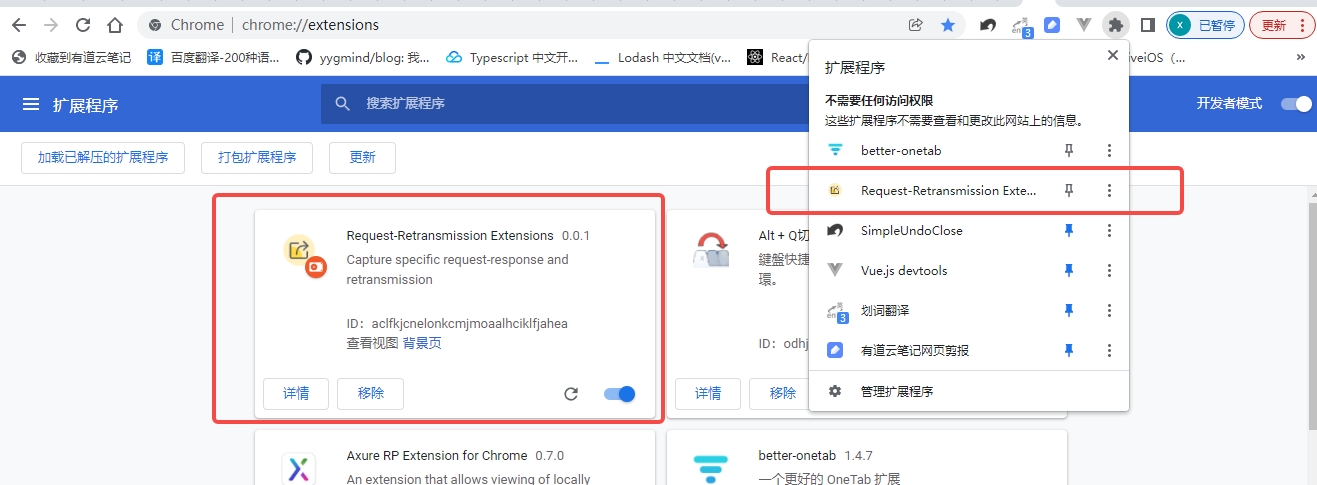 Chrome | chrome://extensions
已暂停
更新
收藏到有道云笔记
译 百度翻译-200种语...
yygmind/blog: 我...
Typescript 中文开...
Lodash 中文文档(v...
React/
veiOS（...
»
扩展程序
搜索扩展程序
开发者模式
加载已解压的扩展程序
打包扩展程序
更新
扩展程序
不需要任何访问权限
这些扩展程序不需要查看和更改此网站上的信息。
better-onetab
Request-Retransmission Exte...
SimpleUndoClose
Vue.js devtools
划词翻译
有道云笔记网页剪报
管理扩展程序
Request-Retransmission Extensions 0.0.1
Capture specific request-response and
retransmission
ID：aclfkjcnelonkcmjmoaalhciklfjahea
查看视图 背景页
详情
移除
Alt + Q切
鍵盤快捷
環。
ID：odhj
详情
移除
Axure RP Extension for Chrome 0.7.0
An extension that allows viewing of locally
better-onetab 1.4.7
一个更好的 OneTab 扩展